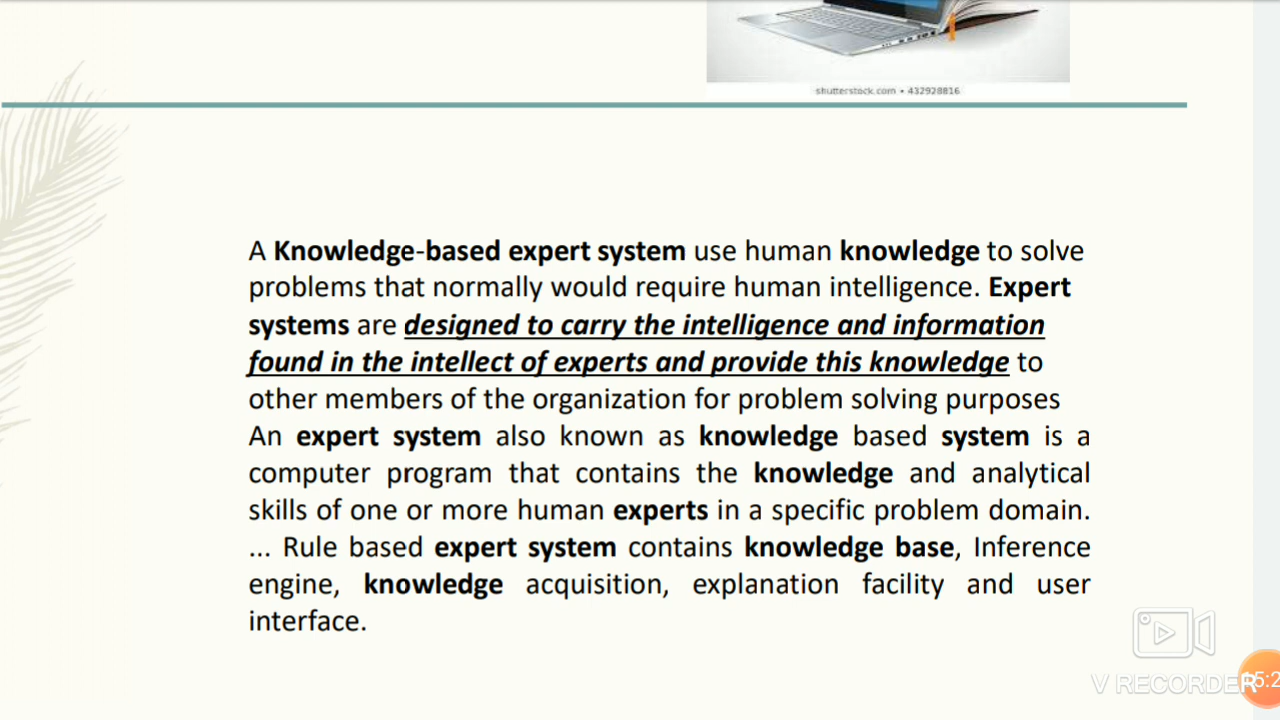 shutterstock.com • 432928816
A Knowledge-based expert system use human knowledge to solve
problems that normally would require human intelligence. Expert
systems are designed to carry the intelligence and information
found in the intellect of experts and provide this knowledge to
other members of the organization for problem solving purposes
An expert system also known as knowledge based system is a
computer program that contains the knowledge and analytical
skills of one or more human experts in a specific problem domain.
... Rule based expert system contains knowledge base, Inference
engine, knowledge acquisition, explanation facility and user
interface.
V RECORDER